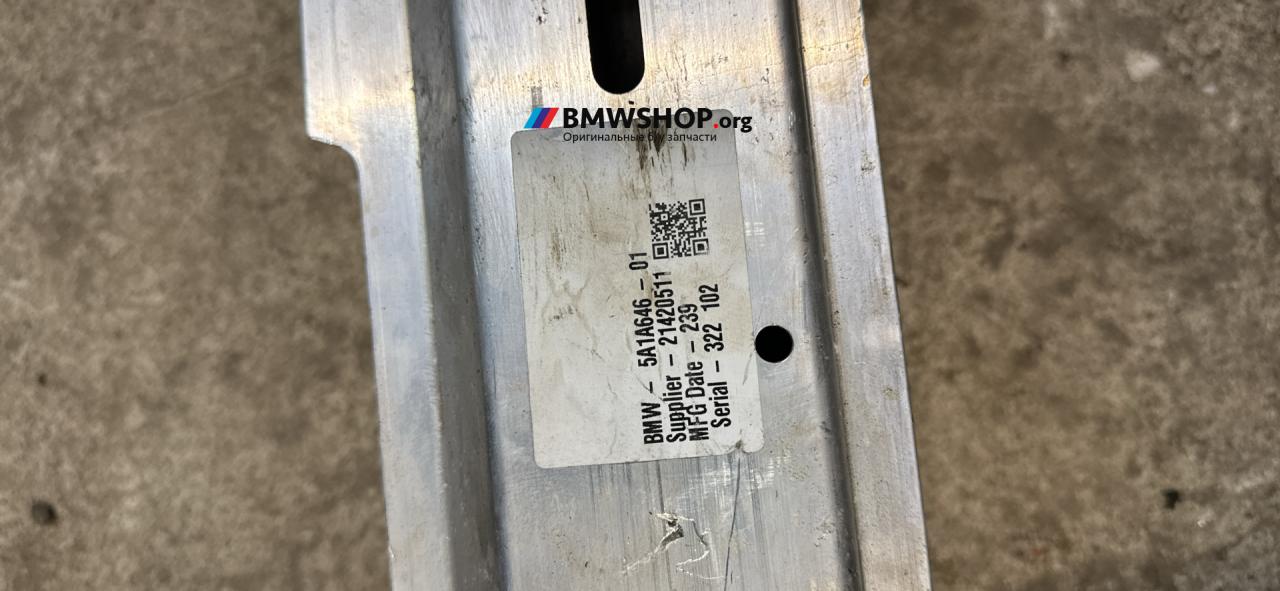 BMWSHOP.org
Оригинальные б/у запчасти
BMW - 5A1A646 - 01
Supplier - 21420511
MFG Date - 239
Serial - 322 102